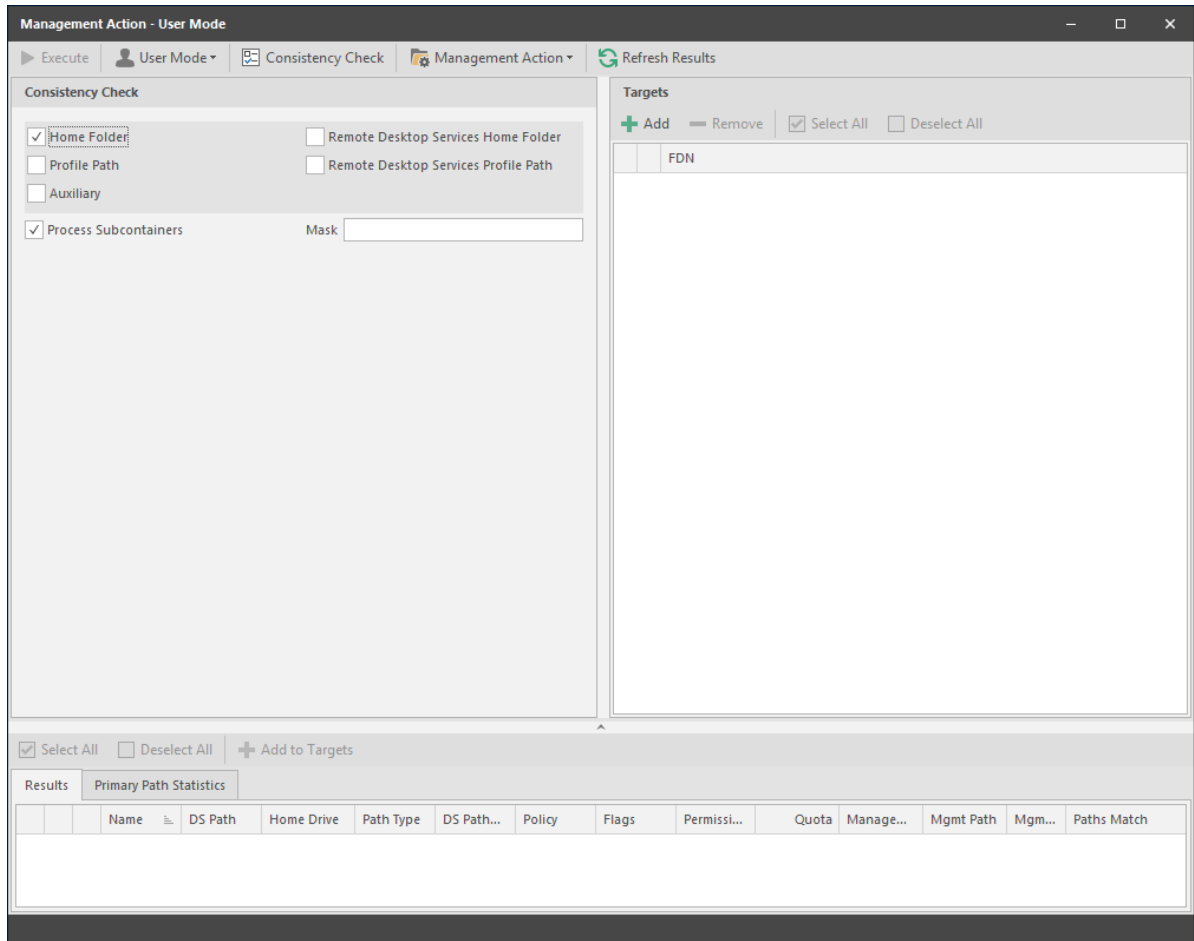 Management Action - User Mode
Execute User Mode Consistency Check Management Action Refresh Results
Consistency Check
Home Folder Remote Desktop Services Home Folder
Profile Path Remote Desktop Services Profile Path
Auxiliary
Process Subcontainers Mask
Targets
Add Remove Select All Deselect All
FDN
Select All Deselect All Add to Targets
Results Primary Path Statistics
Name DS Path Home Drive Path Type DS Path... Policy Flags Permissi... Quota Manage... Mgmt Path Mgm... Paths Match